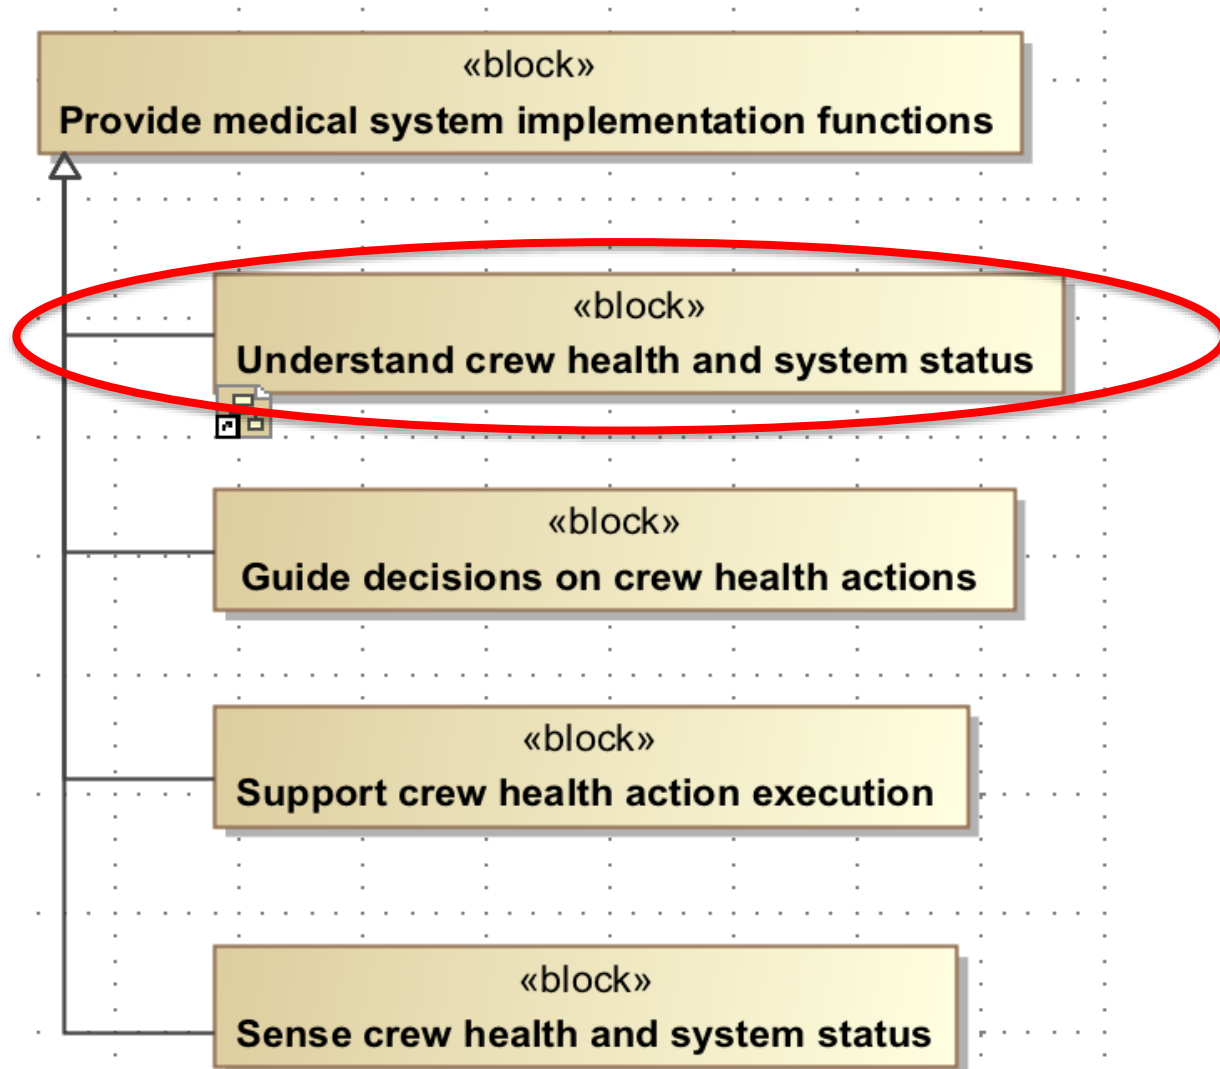 «block»
Provide medical system implementation functions
«block»
Understand crew health and system status
«block»
Guide decisions on crew health actions
«block»
Support crew health action execution
«block»
Sense crew health and system status